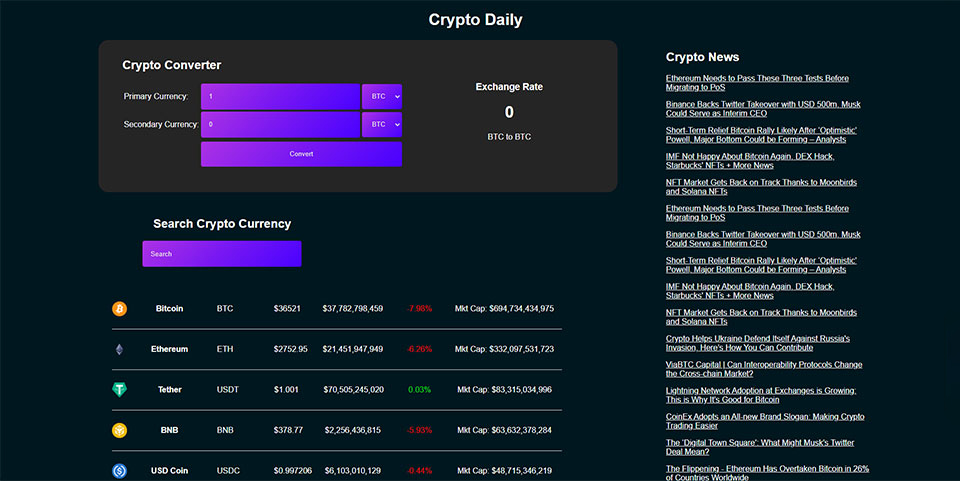 Crypto Daily
Crypto Converter
Primary Currency:
1
BTC
Secondary Currency:
0
BTC
Convert
Exchange Rate
0
BTC to BTC
Search Crypto Currency
Search
Bitcoin BTC $36521 $37,782,798,459 -7.98% Mkt Cap: $694,734,434,975
Ethereum ETH $2752.95 $21,451,947,949 -6.26% Mkt Cap: $332,097,531,723
Tether USDT $1.001 $70,505,245,020 0.03% Mkt Cap: $83,315,034,996
BNB BNB $378.77 $2,256,436,815 -5.93% Mkt Cap: $63,632,378,284
USD Coin USDC $0.997206 $6,103,010,129 -0.44% Mkt Cap: $48,715,346,219
Crypto News
Ethereum Needs to Pass These Three Tests Before
Migrating to PoS
Binance Backs Twitter Takeover with USD 500m. Musk
Could Serve as Interim CEO
Short-Term Relief Bitcoin Rally Likely After 'Optimistic'
Powell, Major Bottom Could be Forming – Analysts
IMF Not Happy About Bitcoin Again. DEX Hack,
Starbucks' NFTs + More News
NFT Market Gets Back on Track Thanks to Moonbirds
and Solana NFTs
Ethereum Needs to Pass These Three Tests Before
Migrating to PoS
Binance Backs Twitter Takeover with USD 500m. Musk
Could Serve as Interim CEO
Short-Term Relief Bitcoin Rally Likely After 'Optimistic'
Powell, Major Bottom Could be Forming – Analysts
IMF Not Happy About Bitcoin Again. DEX Hack,
Starbucks' NFTs + More News
NFT Market Gets Back on Track Thanks to Moonbirds
and Solana NFTs
Crypto Helps Ukraine Defend Itself Against Russia's
Invasion, Here's How You Can Contribute
ViaBTC Capital | Can Interoperability Protocols Change
the Cross-chain Market?
Lightning Network Adoption at Exchanges is Growing:
This is Why It's Good for Bitcoin
CoinEx Adopts an All-new Brand Slogan: Making Crypto
Trading Easier
The 'Digital Town Square': What Might Musk's Twitter
Deal Mean?
The Flippening - Ethereum Has Overtaken Bitcoin in 26%
of Countries Worldwide